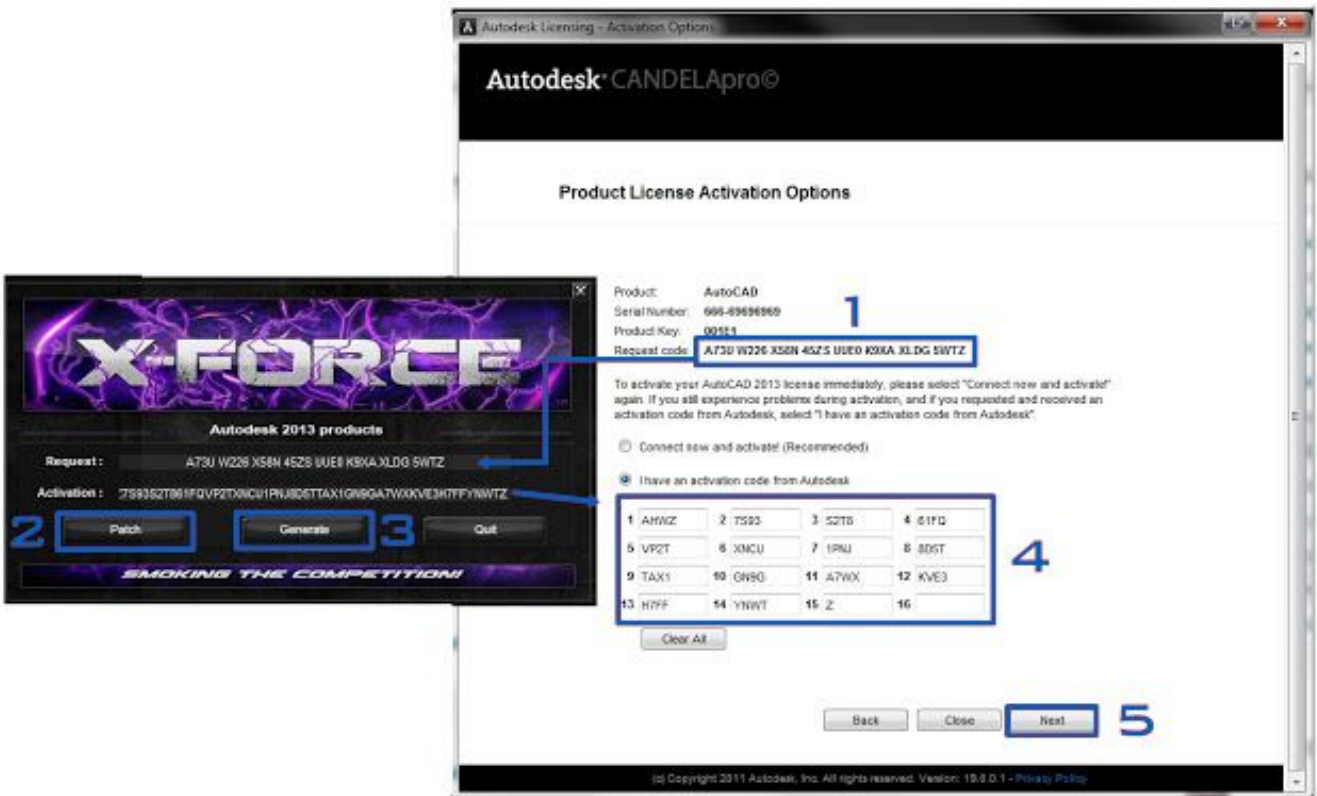 Autodesk Licensing - Activation Options
Autodesk® CANDELApro©
Product License Activation Options
Product: AutoCAD
Serial Number: 666-69696969
Product Key: 001E1
1
Request code: A73U W226 X58N 45ZS UUE0 K9XA XLDG 5WTZ
To activate your AutoCAD 2013 license immediately, please select "Connect now and activate!"
again. If you still experience problems during activation, and if you requested and received an
activation code from Autodesk, select "I have an activation code from Autodesk".
Connect now and activate! (Recommended)
I have an activation code from Autodesk
1 AHWZ 2 7S93 3 S2T8 4 61FQ
5 VP2T 6 XNCU 7 1PNJ 8 8D5T
9 TAX1 10 GN9G 11 A7WX 12 KVE3
13 H7FF 14 YNWT 15 Z 16
4
Clear All
Back Close Next
5
(c) Copyright 2011 Autodesk, Inc. All rights reserved. Version: 19.0.0.1 - Privacy Policy
X-FORCE
Autodesk 2013 products
Request: A73U W226 X58N 45ZS UUE0 K9XA XLDG 5WTZ
Activation:
2 Patch Generate 3 Quit
SMOKING THE COMPETITION!